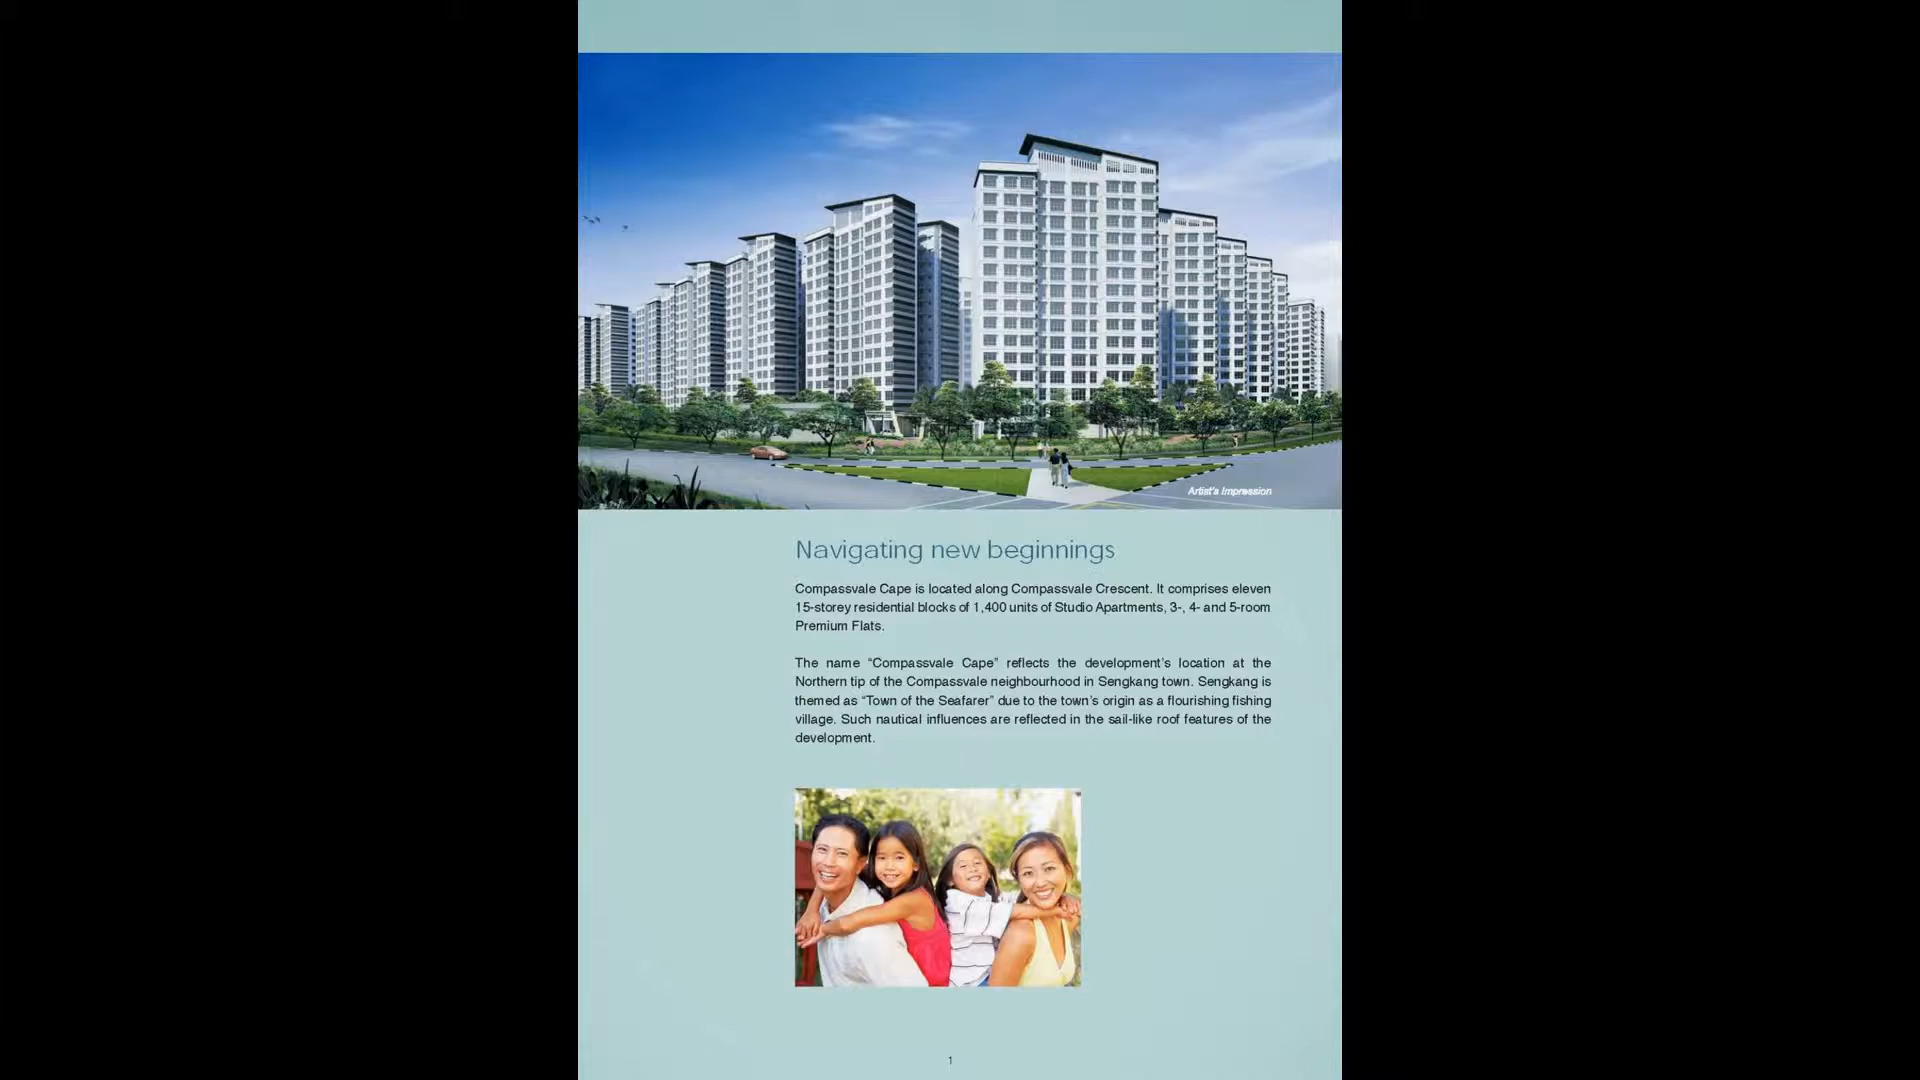 Artist's Impression
Navigating new beginnings
Compassvale Cape is located along Compassvale Crescent. It comprises eleven
15-storey residential blocks of 1,400 units of Studio Apartments, 3-, 4- and 5-room
Premium Flats.
The name “Compassvale Cape” reflects the development’s location at the
Northern tip of the Compassvale neighbourhood in Sengkang town. Sengkang is
themed as “Town of the Seafarer” due to the town’s origin as a flourishing fishing
village. Such nautical influences are reflected in the sail-like roof features of the
development.
1